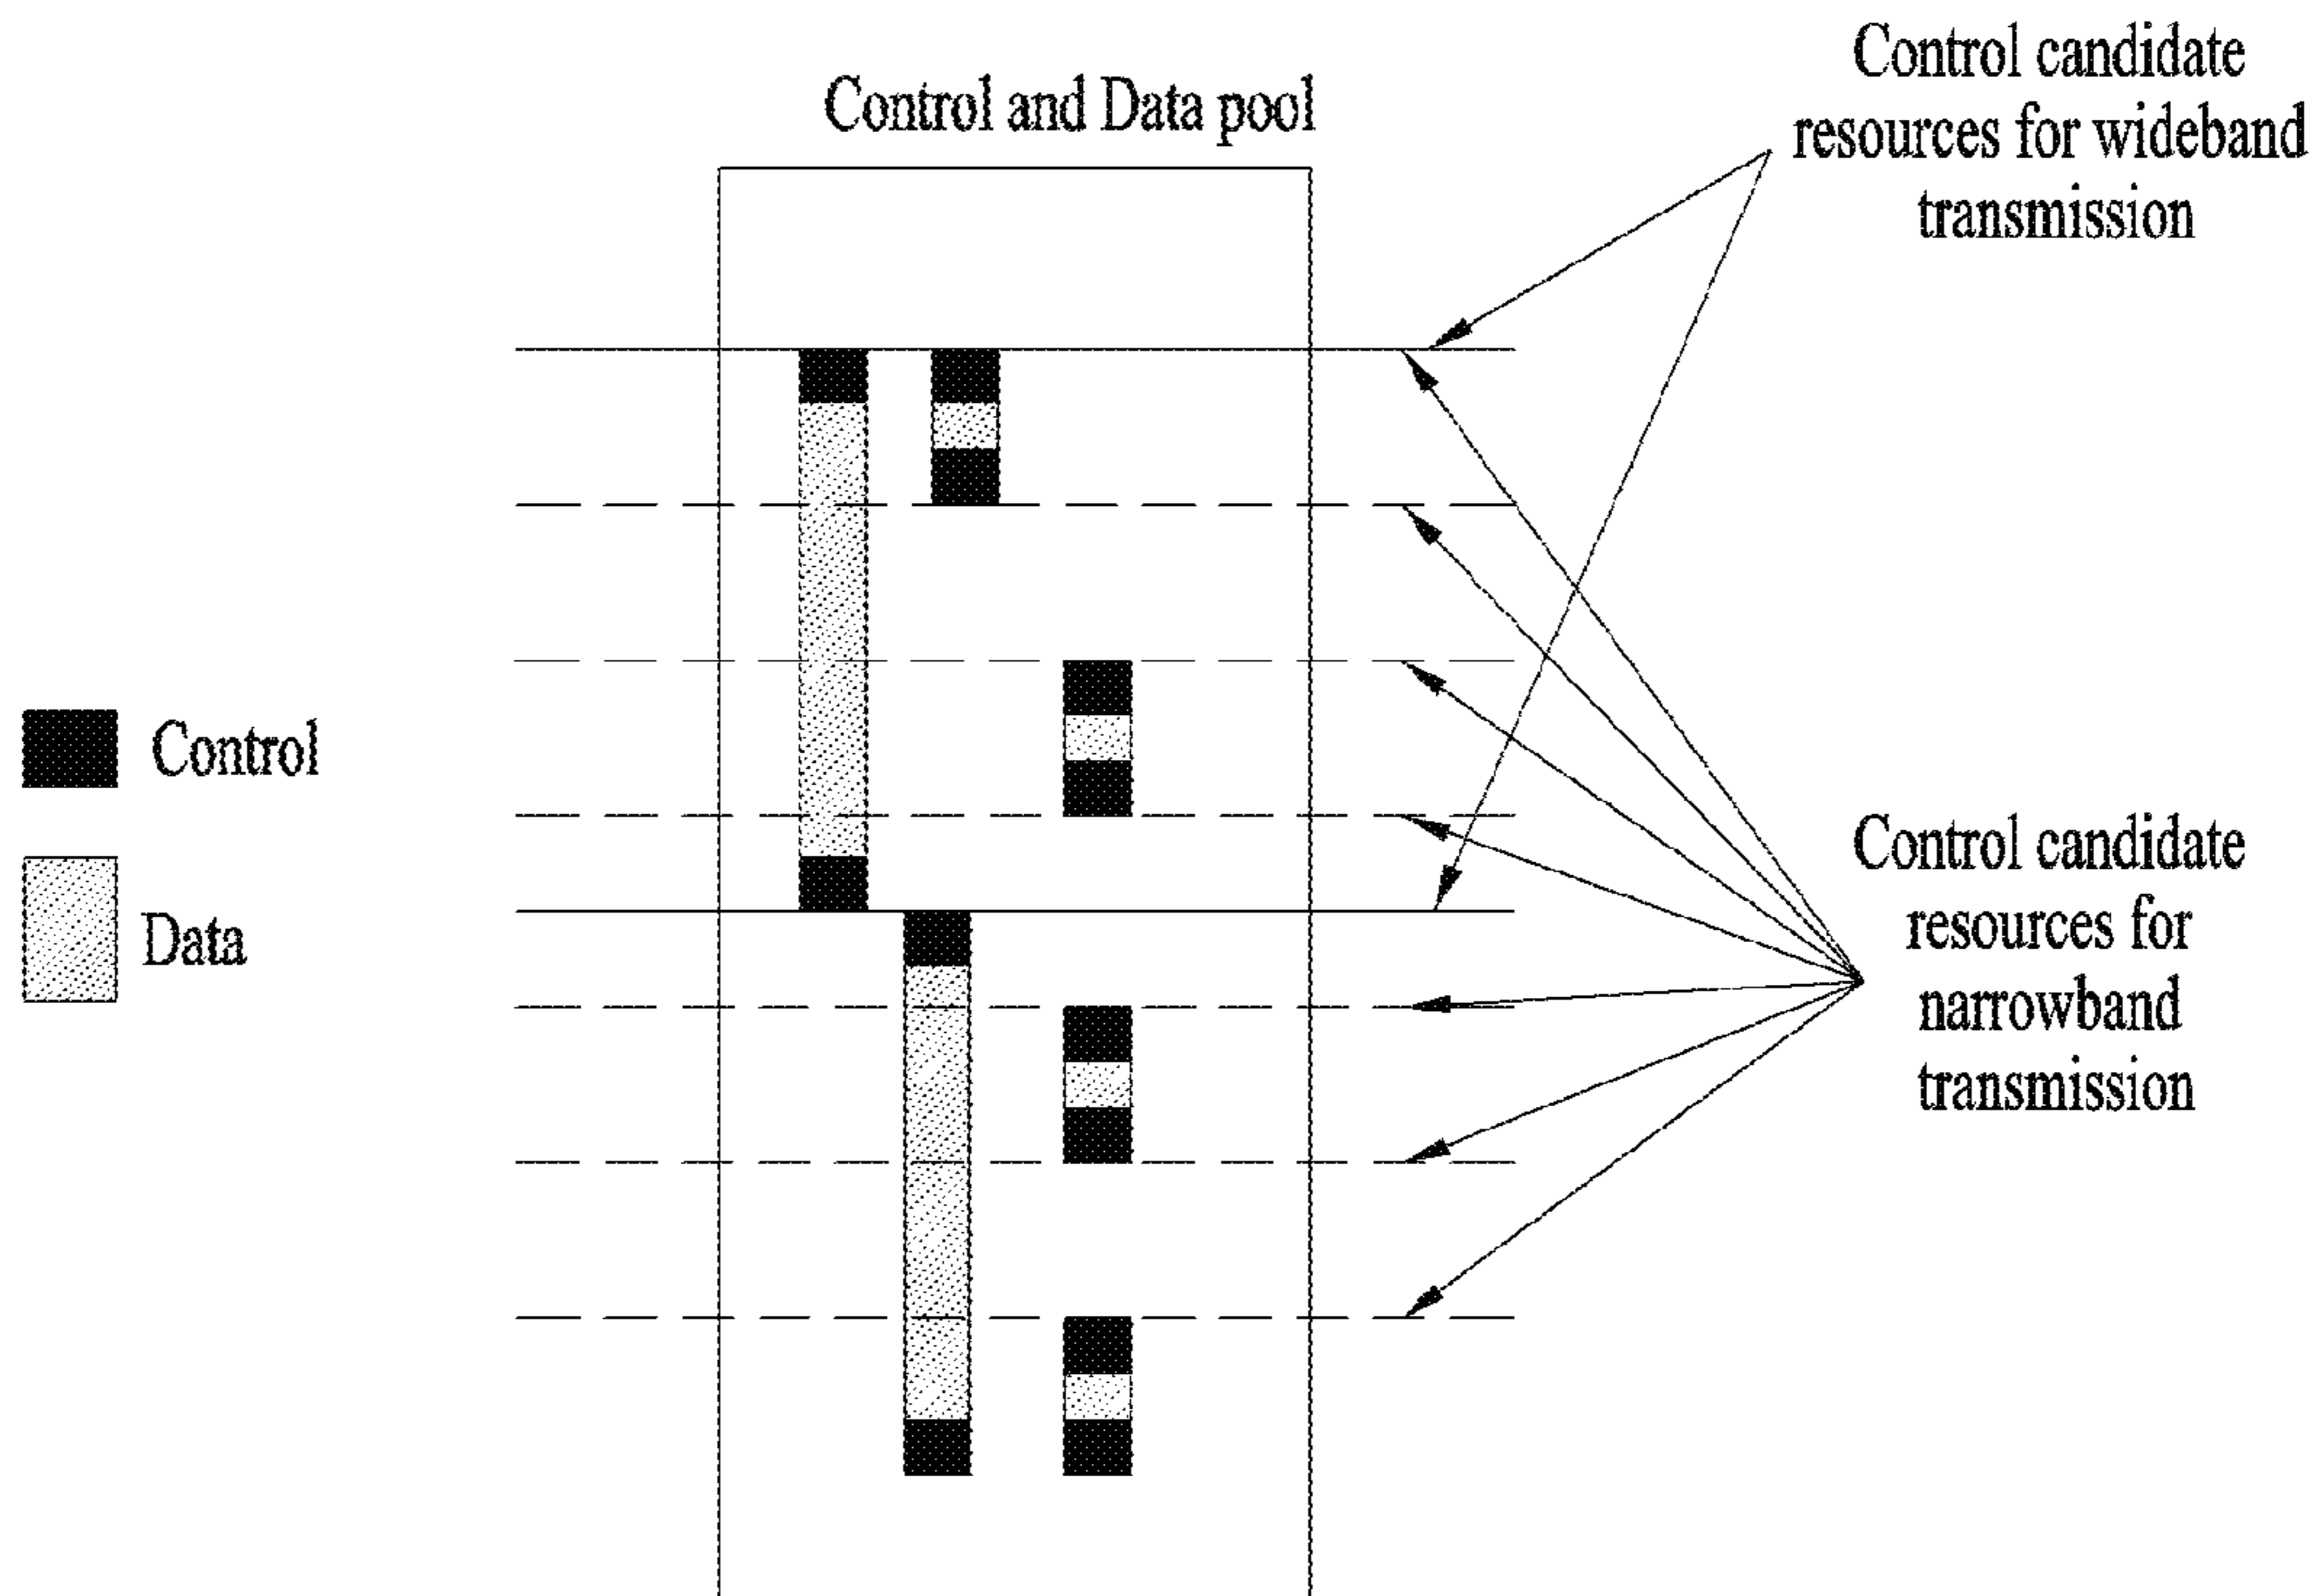 Control and Data pool
Control candidate
resources for wideband
transmission
Control
Data
Control candidate
resources for
narrowband
transmission